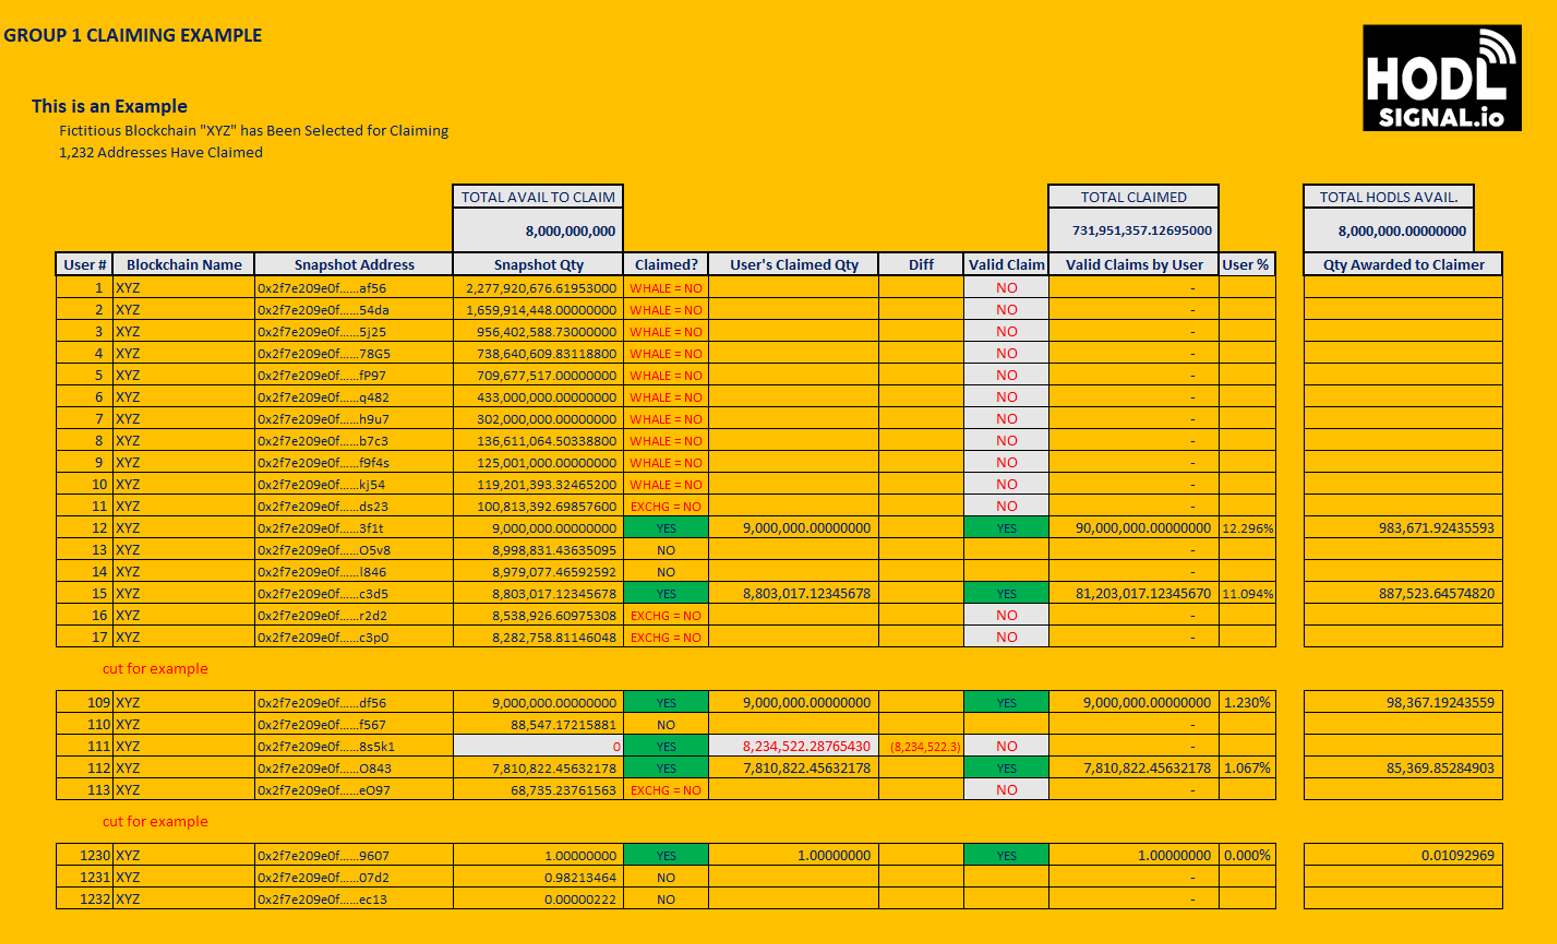 GROUP 1 CLAIMING EXAMPLE
HODL
SIGNAL.io
This is an Example
Fictitious Blockchain "XYZ" has Been Selected for Claiming
1,232 Addresses Have Claimed
TOTAL AVAIL TO CLAIM TOTAL CLAIMED TOTAL HODLS AVAIL.
8,000,000,000 731,951,357.12695000 8,000,000.00000000
User # Blockchain Name Snapshot Address Snapshot Qty Claimed? User's Claimed Qty Diff Valid Claim Valid Claims by User User % Qty Awarded to Claimer
1 XYZ 0x2f7e209e0f......af56 2,277,920,676.61953000 WHALE = NO NO -
2 XYZ 0x2f7e209e0f......54da 1,659,914,448.00000000 WHALE = NO NO -
3 XYZ 0x2f7e209e0f......5j25 956,402,588.73000000 WHALE = NO NO -
4 XYZ 0x2f7e209e0f......78G5 738,640,609.83118800 WHALE = NO NO -
5 XYZ 0x2f7e209e0f......fP97 709,677,517.00000000 WHALE = NO NO -
6 XYZ 0x2f7e209e0f......q482 433,000,000.00000000 WHALE = NO NO -
7 XYZ 0x2f7e209e0f......h9u7 302,000,000.00000000 WHALE = NO NO -
8 XYZ 0x2f7e209e0f......b7c3 136,611,064.50338800 WHALE = NO NO -
9 XYZ 0x2f7e209e0f......f9f4s 125,001,000.00000000 WHALE = NO NO -
10 XYZ 0x2f7e209e0f......kj54 119,201,393.32465200 WHALE = NO NO -
11 XYZ 0x2f7e209e0f......ds23 100,813,392.69857600 EXCHG = NO NO -
12 XYZ 0x2f7e209e0f......3f1t 9,000,000.00000000 YES 9,000,000.00000000 YES 90,000,000.00000000 12.296% 983,671.92435593
13 XYZ 0x2f7e209e0f......O5v8 8,998,831.43635095 NO -
14 XYZ 0x2f7e209e0f......l846 8,979,077.46592592 NO -
15 XYZ 0x2f7e209e0f......c3d5 8,803,017.12345678 YES 8,803,017.12345678 YES 81,203,017.12345670 11.094% 887,523.64574820
16 XYZ 0x2f7e209e0f......r2d2 8,538,926.60975308 EXCHG = NO NO -
17 XYZ 0x2f7e209e0f......c3p0 8,282,758.81146048 EXCHG = NO NO -
cut for example
109 XYZ 0x2f7e209e0f......df56 9,000,000.00000000 YES 9,000,000.00000000 YES 9,000,000.00000000 1.230% 98,367.19243559
110 XYZ 0x2f7e209e0f......f567 88,547.17215881 NO -
111 XYZ 0x2f7e209e0f......8s5k1 0 YES 8,234,522.28765430 (8,234,522.3) NO -
112 XYZ 0x2f7e209e0f......O843 7,810,822.45632178 YES 7,810,822.45632178 YES 7,810,822.45632178 1.067% 85,369.85284903
113 XYZ 0x2f7e209e0f......eO97 68,735.23761563 EXCHG = NO NO -
cut for example
1230 XYZ 0x2f7e209e0f......9607 1.00000000 YES 1.00000000 YES 1.00000000 0.000% 0.01092969
1231 XYZ 0x2f7e209e0f......07d2 0.98213464 NO -
1232 XYZ 0x2f7e209e0f......ec13 0.00000222 NO -